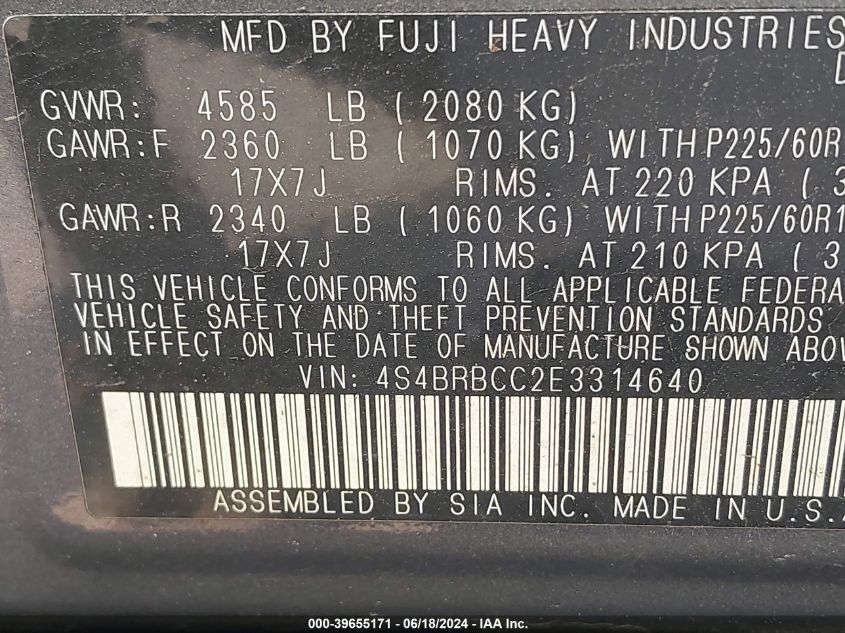 MFD BY FUJI HEAVY INDUSTRIES
D
GVWR: 4585 LB ( 2080 KG)
GAWR:F 2360 LB ( 1070 KG) WITH P225/60R
17X7J RIMS. AT 220 KPA ( 3
GAWR:R 2340 LB ( 1060 KG) WITH P225/60R1
17X7J RIMS. AT 210 KPA ( 3
THIS VEHICLE CONFORMS TO ALL APPLICABLE FEDERA
VEHICLE SAFETY AND THEFT PREVENTION STANDARDS
IN EFFECT ON THE DATE OF MANUFACTURE SHOWN ABOV
VIN: 4S4BRBCC2E3314640
ASSEMBLED BY SIA INC. MADE IN U.S.A
000-39655171 - 06/18/2024 - IAA Inc.